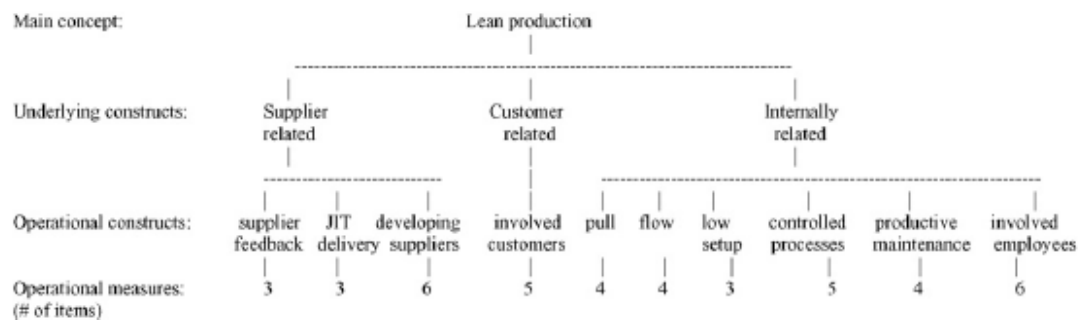 Main concept: Lean production
Underlying constructs: Supplier Customer Internally
related related related
Operational constructs: supplier JIT developing involved pull flow low controlled productive involved
feedback delivery suppliers customers setup processes maintenance employees
Operational measures: 3 3 6 5 4 4 3 5 4 6
(# of items)